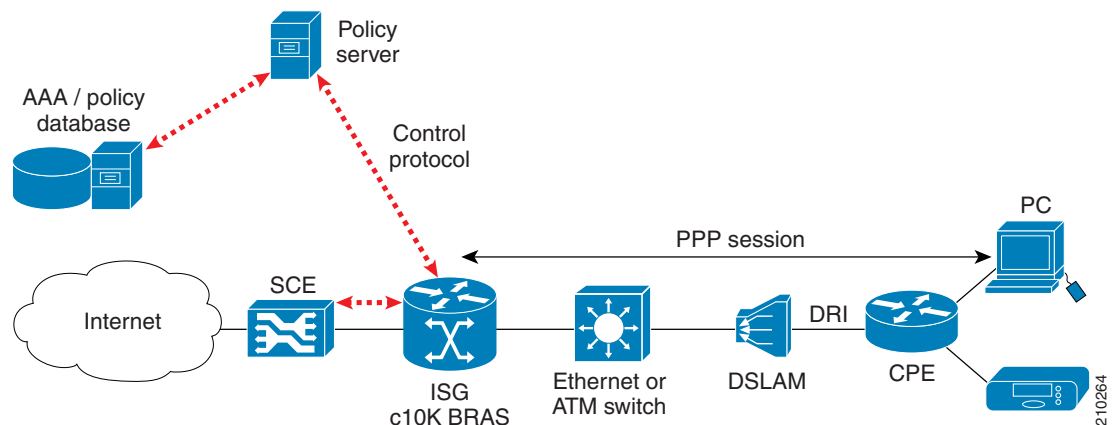 Policy
server
AAA / policy
database
Control
protocol
PC
PPP session
SCE
Internet
DRI
ISG
c10K BRAS
Ethernet or
ATM switch
DSLAM
CPE
210264